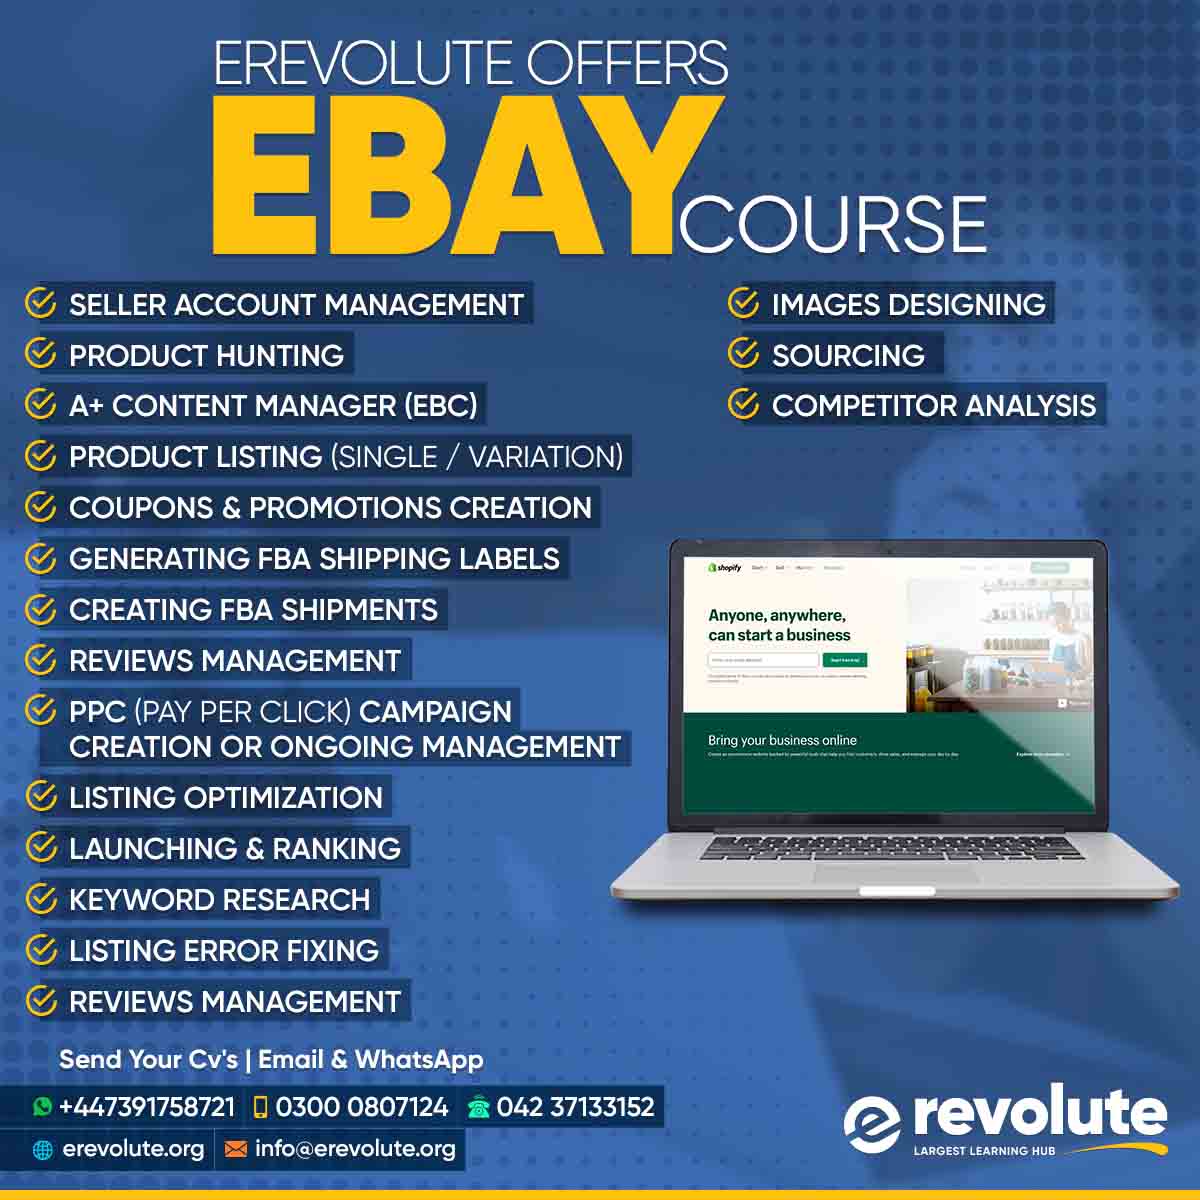 EREVOLUTE OFFERS
EBAY COURSE
SELLER ACCOUNT MANAGEMENT
PRODUCT HUNTING
A+ CONTENT MANAGER (EBC)
PRODUCT LISTING (SINGLE / VARIATION)
COUPONS & PROMOTIONS CREATION
GENERATING FBA SHIPPING LABELS
CREATING FBA SHIPMENTS
REVIEWS MANAGEMENT
PPC (PAY PER CLICK) CAMPAIGN
CREATION OR ONGOING MANAGEMENT
LISTING OPTIMIZATION
LAUNCHING & RANKING
KEYWORD RESEARCH
LISTING ERROR FIXING
REVIEWS MANAGEMENT
IMAGES DESIGNING
SOURCING
COMPETITOR ANALYSIS
shopify
Anyone, anywhere,
can start a business
Bring your business online
Send Your Cv's | Email & WhatsApp
+447391758721 0300 0807124 042 37133152
erevolute.org info@erevolute.org
e revolute
LARGEST LEARNING HUB